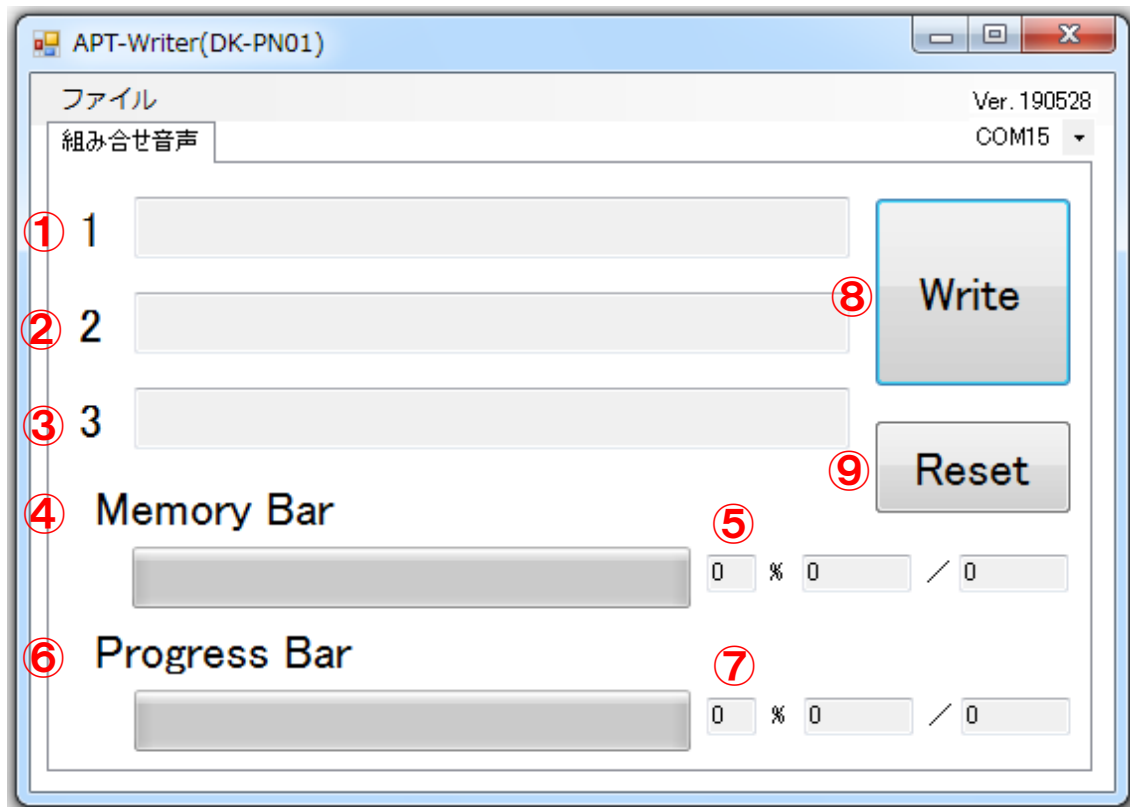 APT-Writer(DK-PN01)
ファイル
Ver. 190528
組み合せ音声
COM15
① 1
② 2
⑧ Write
③ 3
⑨ Reset
④ Memory Bar
⑤
0 % 0 ／ 0
⑥ Progress Bar
⑦
0 % 0 ／ 0